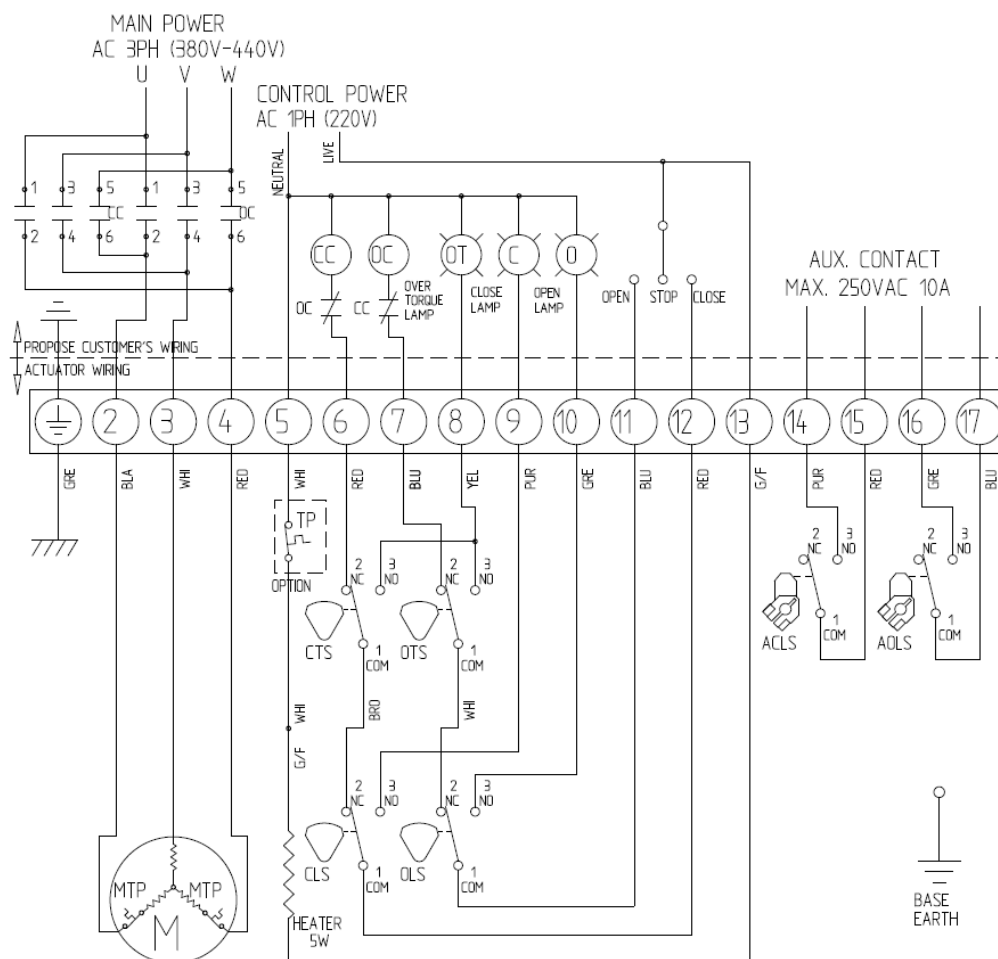 MAIN POWER
AC 3PH (380V-440V)
U V W
CONTROL POWER
AC 1PH (220V)
NEUTRAL
LIVE
1 3 5 1 3 5
CC OC
2 4 6 2 4 6
CC OC OT C O
OC CC
OVER
TORQUE
LAMP
CLOSE
LAMP
OPEN
LAMP
OPEN STOP CLOSE
AUX. CONTACT
MAX. 250VAC 10A
PROPOSE CUSTOMER'S WIRING
ACTUATOR WIRING
2 3 4 5 6 7 8 9 10 11 12 13 14 15 16 17
GRE BLA WHI RED WHI RED BLU YEL PUR GRE BLU RED G/F PUR RED GRE BLU
TP
OPTION
2 NC 3 NO 2 NC 3 NO
CTS 1 COM OTS 1 COM
2 NC 3 NO 2 NC 3 NO
ACLS 1 COM AOLS 1 COM
WHI BRO WHI
G/F
2 NC 3 NO 2 NC 3 NO
CLS 1 COM OLS 1 COM
MTP MTP
M
HEATER
5W
BASE
EARTH